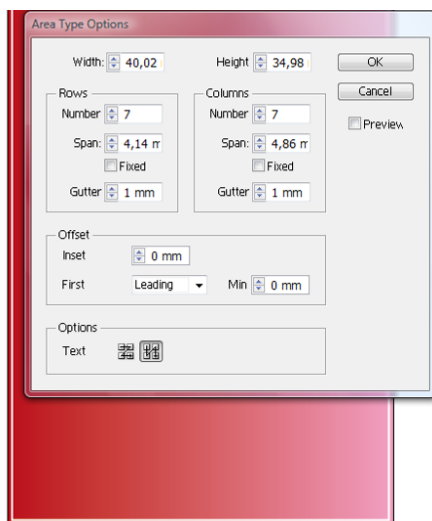 Area Type Options
Width: 40,02 Height 34,98 OK
Rows Columns Cancel
Number 7 Number 7 Preview
Span: 4,14 m Span: 4,86 m
Fixed Fixed
Gutter 1 mm Gutter 1 mm
Offset
Inset 0 mm
First Leading Min 0 mm
Options
Text